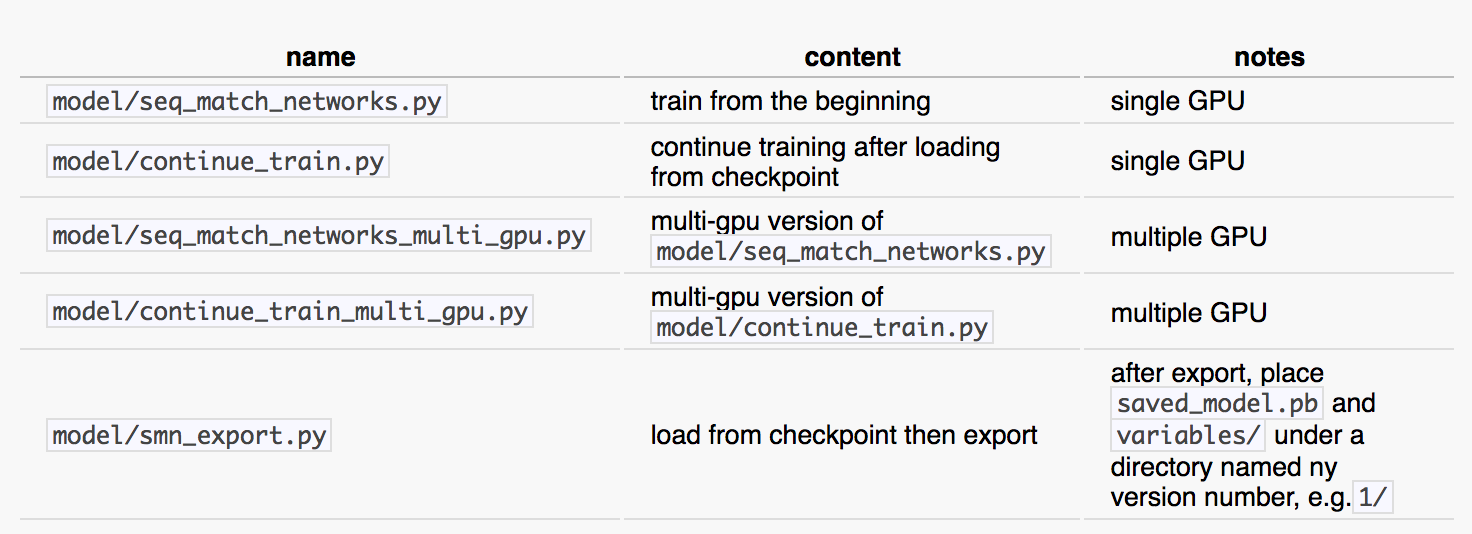 name content notes
model/seq_match_networks.py train from the beginning single GPU
model/continue_train.py continue training after loading from checkpoint single GPU
model/seq_match_networks_multi_gpu.py multi-gpu version of model/seq_match_networks.py multiple GPU
model/continue_train_multi_gpu.py multi-gpu version of model/continue_train.py multiple GPU
model/smn_export.py load from checkpoint then export
after export, place
saved_model.pb and
variables/ under a
directory named ny
version number, e.g. 1/